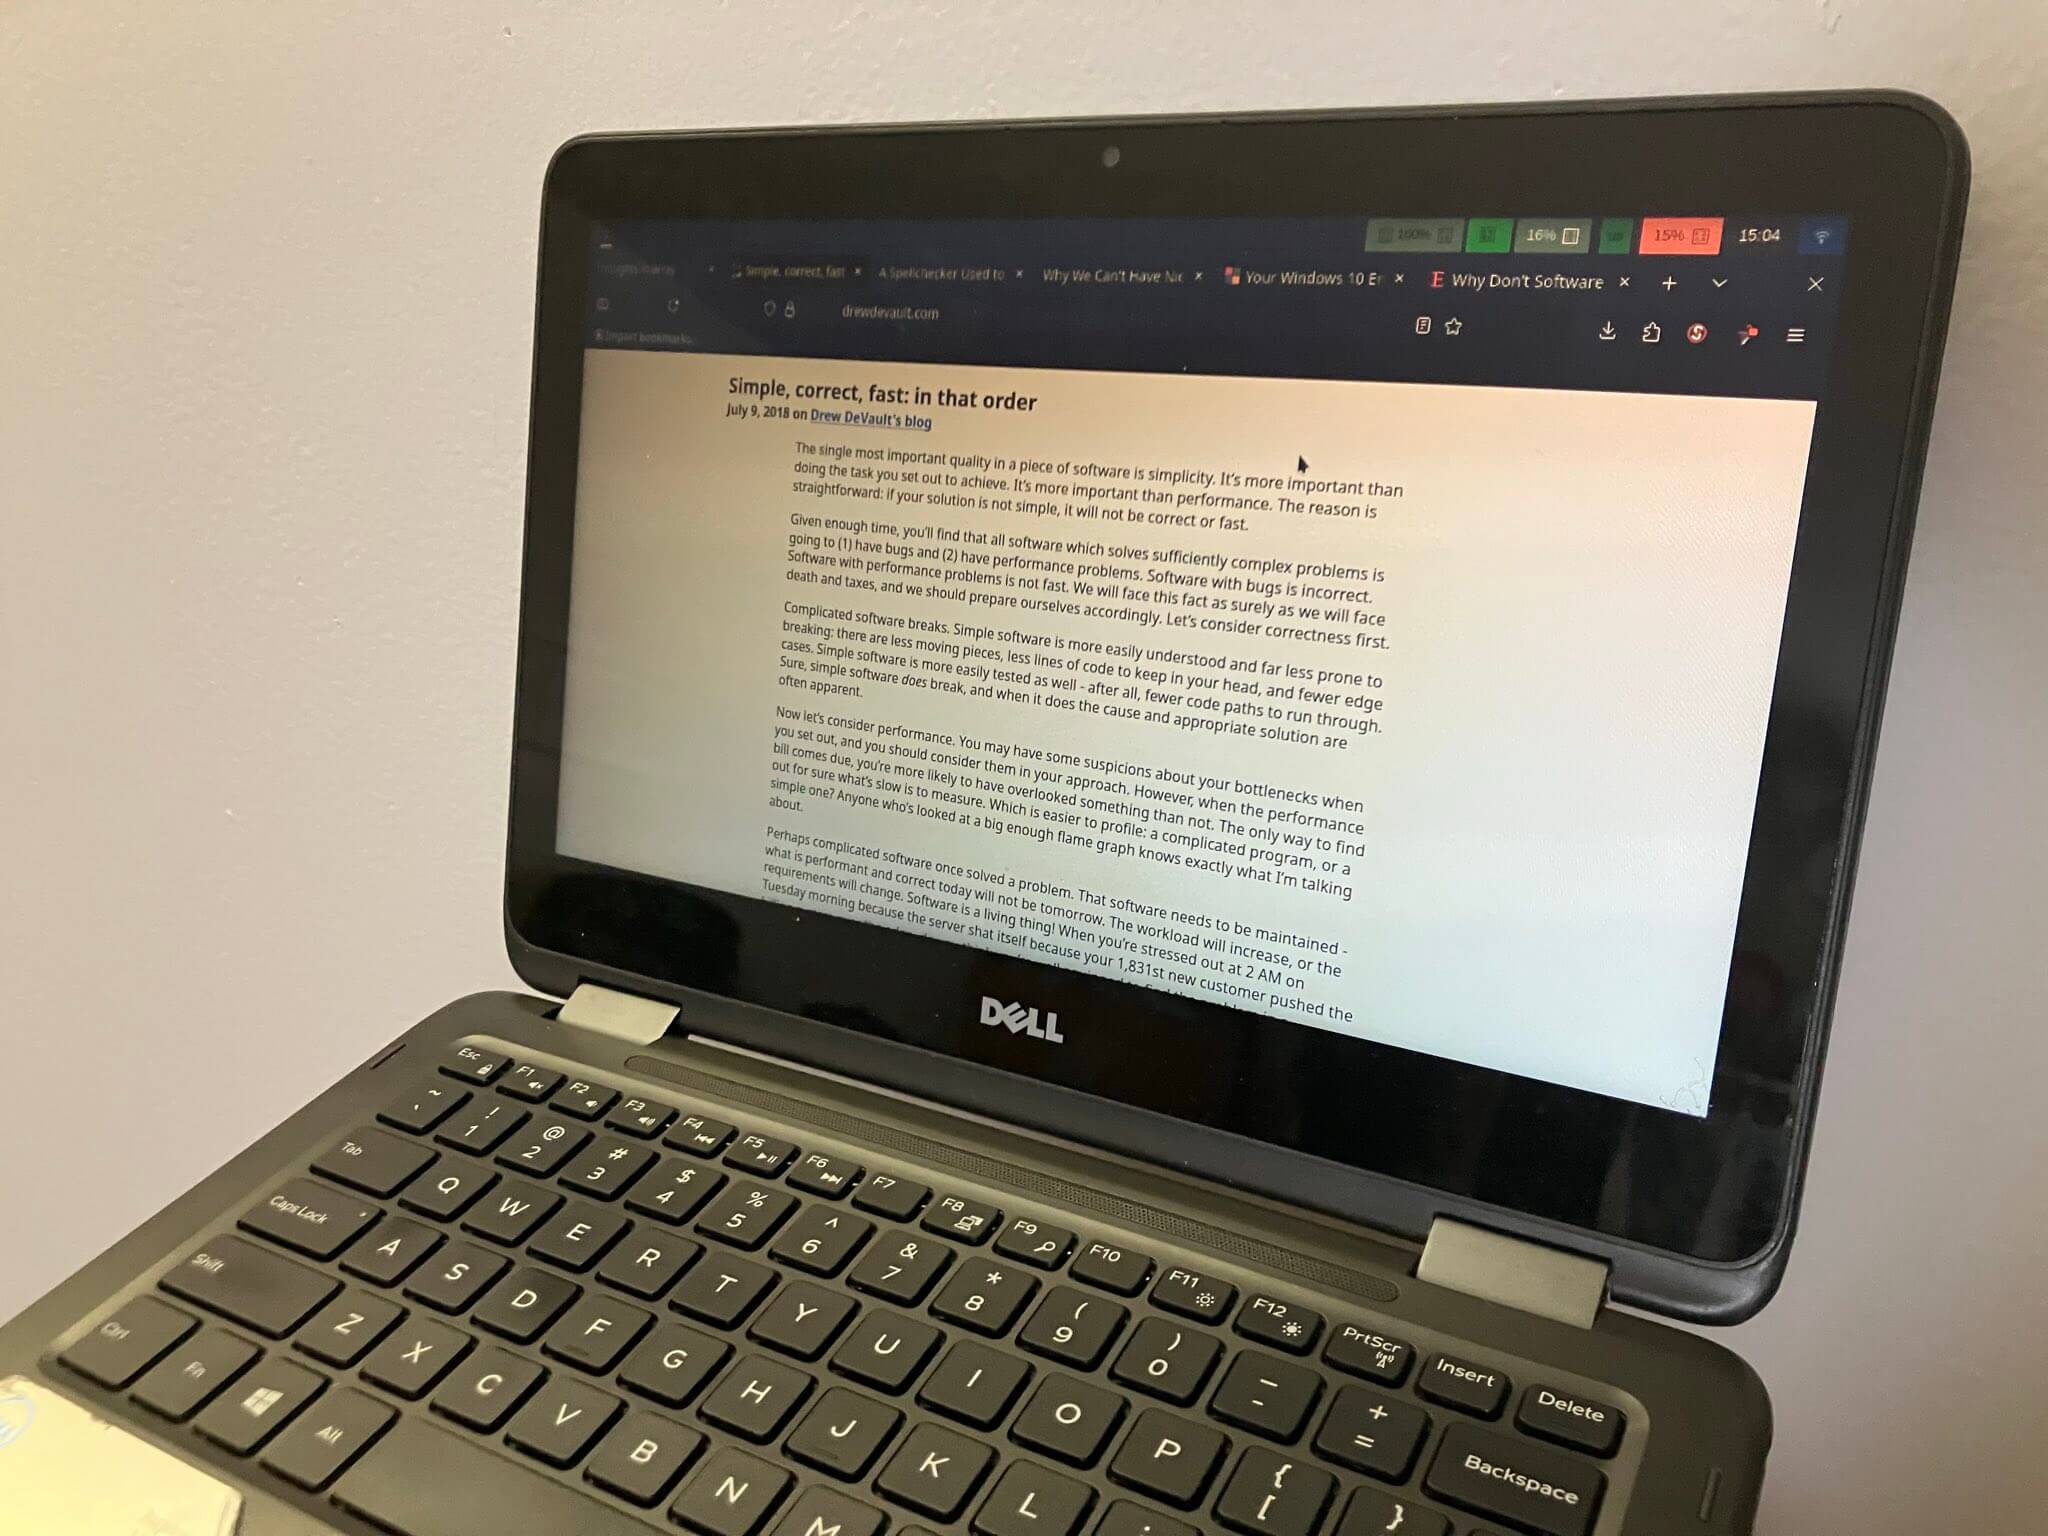 100%
16%
15%
15:04
Simple, correct, fast
A Spellchecker Used to
Why We Can't Have Nic
Your Windows 10 Er
Why Don't Software
drewdevault.com
Import bookmarks
Simple, correct, fast: in that order
July 9, 2018 on Drew DeVault's blog
The single most important quality in a piece of software is simplicity. It's more important than
doing the task you set out to achieve. It's more important than performance. The reason is
straightforward: if your solution is not simple, it will not be correct or fast.
Given enough time, you'll find that all software which solves sufficiently complex problems is
going to (1) have bugs and (2) have performance problems. Software with bugs is incorrect.
Software with performance problems is not fast. We will face this fact as surely as we will face
death and taxes, and we should prepare ourselves accordingly. Let's consider correctness first.
Complicated software breaks. Simple software is more easily understood and far less prone to
breaking: there are less moving pieces, less lines of code to keep in your head, and fewer edge
cases. Simple software is more easily tested as well - after all, fewer code paths to run through.
Sure, simple software does break, and when it does the cause and appropriate solution are
often apparent.
Now let's consider performance. You may have some suspicions about your bottlenecks when
you set out, and you should consider them in your approach. However, when the performance
bill comes due, you're more likely to have overlooked something than not. The only way to find
out for sure what's slow is to measure. Which is easier to profile: a complicated program, or a
simple one? Anyone who's looked at a big enough flame graph knows exactly what I'm talking
about.
Perhaps complicated software once solved a problem. That software needs to be maintained -
what is performant and correct today will not be tomorrow. The workload will increase, or the
requirements will change. Software is a living thing! When you're stressed out at 2 AM on
Tuesday morning because the server shat itself because your 1,831st new customer pushed the
DELL
Esc F1 F2 F3 F4 F5 F6 F7 F8 F9 F10 F11 F12 PrtScr Insert Delete
~ ` ! 1 @ 2 # 3 $ 4 % 5 ^ 6 & 7 * 8 ( 9 ) 0 _ - + = Backspace
Tab Q W E R T Y U I O P { [ }
Caps Lock A S D F G H J K L
Shift Z X C V B N M
Ctrl Fn Alt